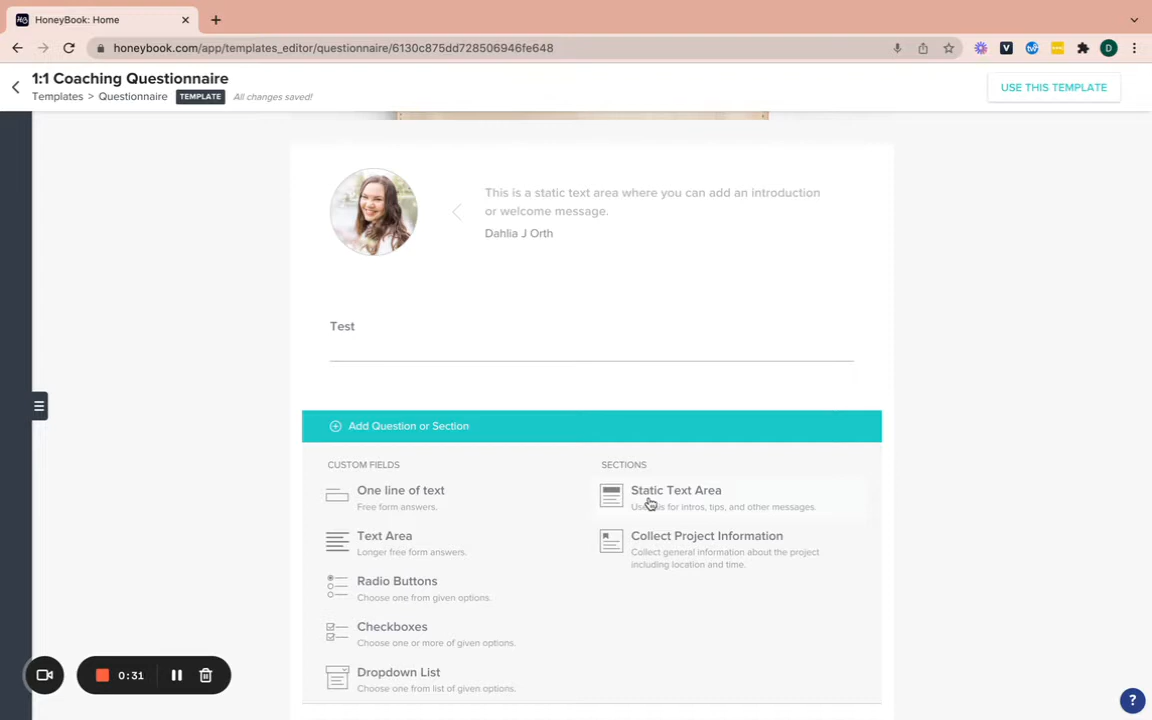 HoneyBook: Home
honeybook.com/app/templates_editor/questionnaire/6130c875dd728506946fe648
D
1:1 Coaching Questionnaire
Templates > Questionnaire TEMPLATE All changes saved!
USE THIS TEMPLATE
This is a static text area where you can add an introduction
or welcome message.
Dahlia J Orth
Test
Add Question or Section
CUSTOM FIELDS
SECTIONS
One line of text
Free form answers.
Static Text Area
for intros, tips, and other messages.
Text Area
Longer free form answers.
Collect Project Information
Collect general information about the project
including location and time.
Radio Buttons
Choose one from given options.
Checkboxes
Choose one or more of given options.
Dropdown List
Choose one from list of given options.
0:31
?